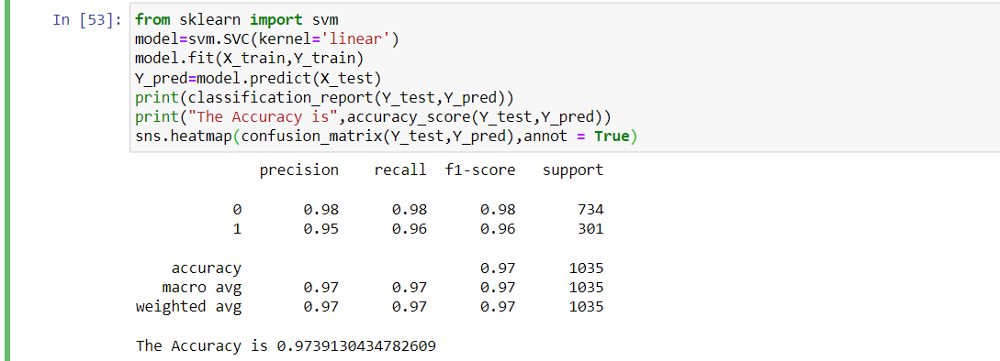 In [53]: from sklearn import svm
model=svm.SVC(kernel='linear')
model.fit(X_train,Y_train)
Y_pred=model.predict(X_test)
print(classification_report(Y_test,Y_pred))
print("The Accuracy is",accuracy_score(Y_test,Y_pred))
sns.heatmap(confusion_matrix(Y_test,Y_pred),annot = True)
precision recall f1-score support
0 0.98 0.98 0.98 734
1 0.95 0.96 0.96 301
accuracy 0.97 1035
macro avg 0.97 0.97 0.97 1035
weighted avg 0.97 0.97 0.97 1035
The Accuracy is 0.9739130434782609